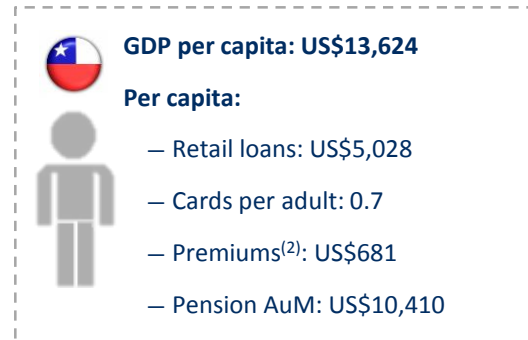 GDP per capita: US$13,624
Per capita:
— Retail loans: US$5,028
— Cards per adult: 0.7
— Premiums(2): US$681
— Pension AuM: US$10,410